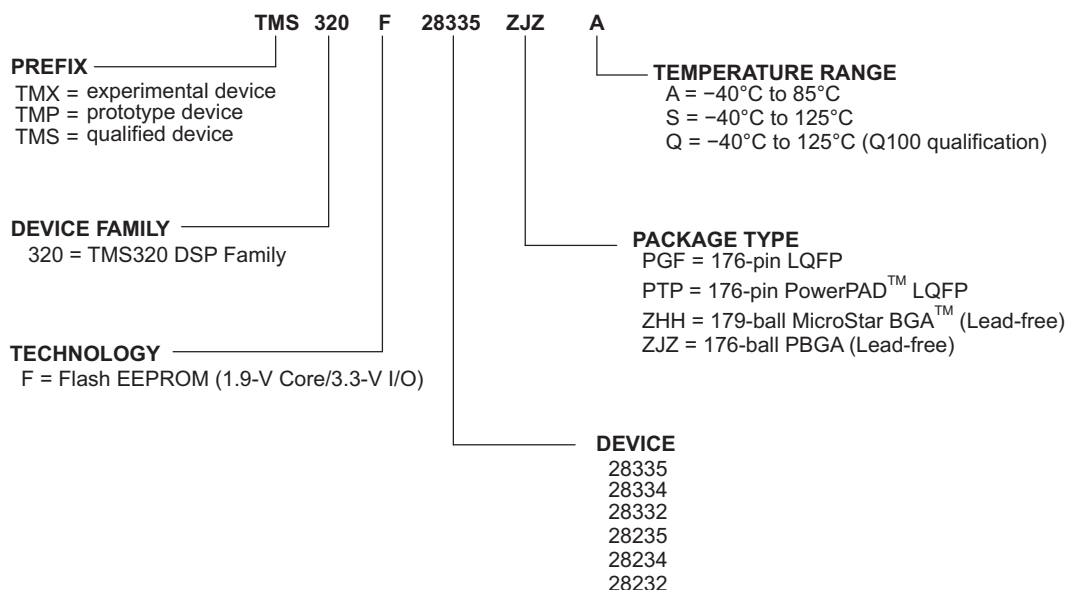 TMS 320 F 28335 ZJZ A
PREFIX
TMX = experimental device
TMP = prototype device
TMS = qualified device
TEMPERATURE RANGE
A = −40°C to 85°C
S = −40°C to 125°C
Q = −40°C to 125°C (Q100 qualification)
DEVICE FAMILY
320 = TMS320 DSP Family
PACKAGE TYPE
PGF = 176-pin LQFP
PTP = 176-pin PowerPAD™ LQFP
ZHH = 179-ball MicroStar BGA™ (Lead-free)
ZJZ = 176-ball PBGA (Lead-free)
TECHNOLOGY
F = Flash EEPROM (1.9-V Core/3.3-V I/O)
DEVICE
28335
28334
28332
28235
28234
28232